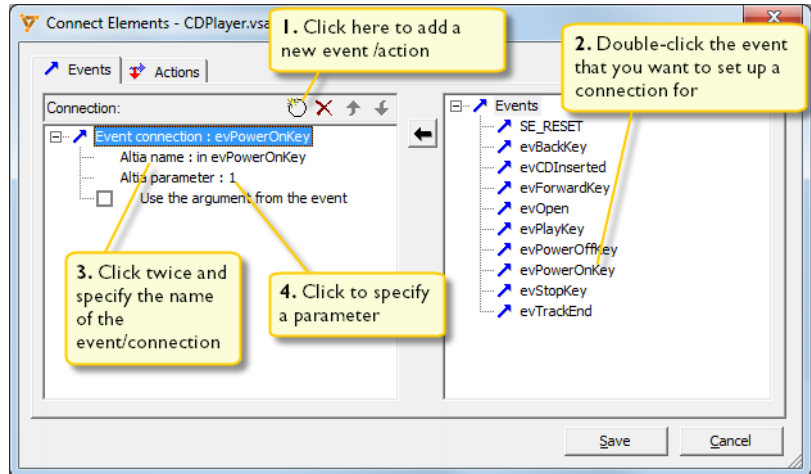 Connect Elements - CDPlayer.vsa
1. Click here to add a
new event /action
2. Double-click the event
that you want to set up a
connection for
Events
Actions
Connection:
Event connection : evPowerOnKey
Altia name : in evPowerOnKey
Altia parameter : 1
Use the argument from the event
3. Click twice and
specify the name
of the
event/connection
4. Click to specify
a parameter
Events
SE_RESET
evBackKey
evCDInserted
evForwardKey
evOpen
evPlayKey
evPowerOffKey
evPowerOnKey
evStopKey
evTrackEnd
Save
Cancel